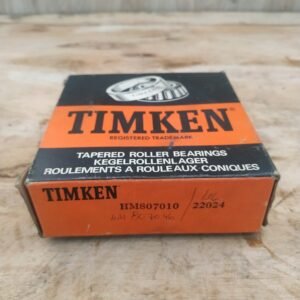 TIMKEN®
REGISTERED TRADEMARK
TAPERED ROLLER BEARINGS
KEGELROLLENLAGER
ROULEMENTS A ROULEAUX CONIQUES
TIMKEN
HM807010
22024